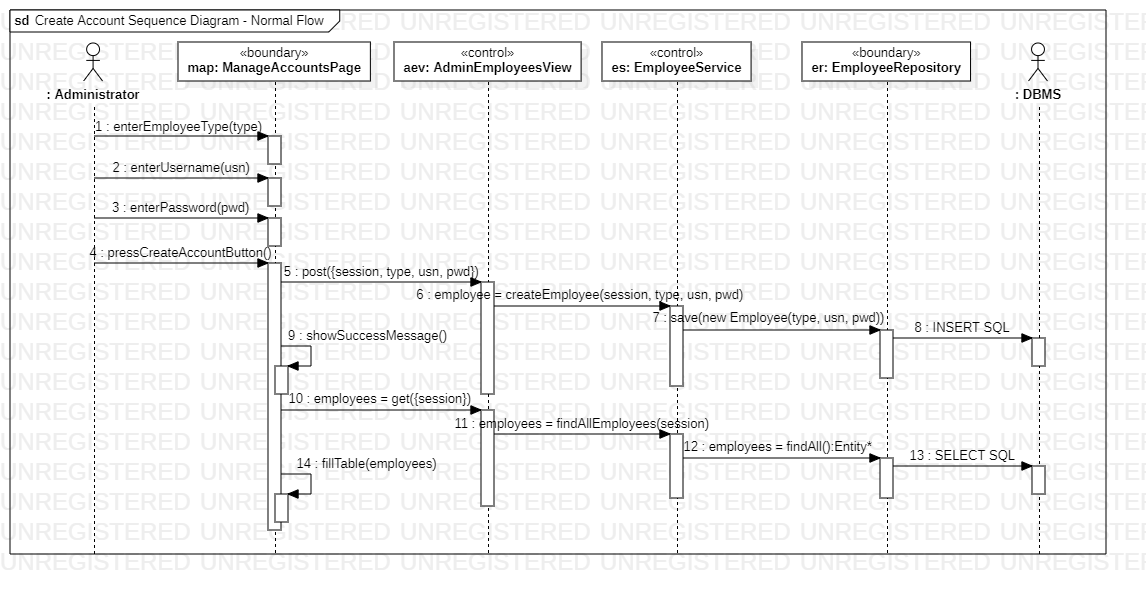 sd Create Account Sequence Diagram - Normal Flow
«boundary»
map: ManageAccountsPage
«control»
aev: AdminEmployeesView
«control»
es: EmployeeService
«boundary»
er: EmployeeRepository
: Administrator
: DBMS
1 : enterEmployeeType(type)
2 : enterUsername(usn)
3 : enterPassword(pwd)
4 : pressCreateAccountButton()
5 : post({session, type, usn, pwd})
6 : employee = createEmployee(session, type, usn, pwd)
7 : save(new Employee(type, usn, pwd))
8 : INSERT SQL
9 : showSuccessMessage()
10 : employees = get({session})
11 : employees = findAllEmployees(session)
12 : employees = findAll():Entity*
13 : SELECT SQL
14 : fillTable(employees)
UNREGISTERED